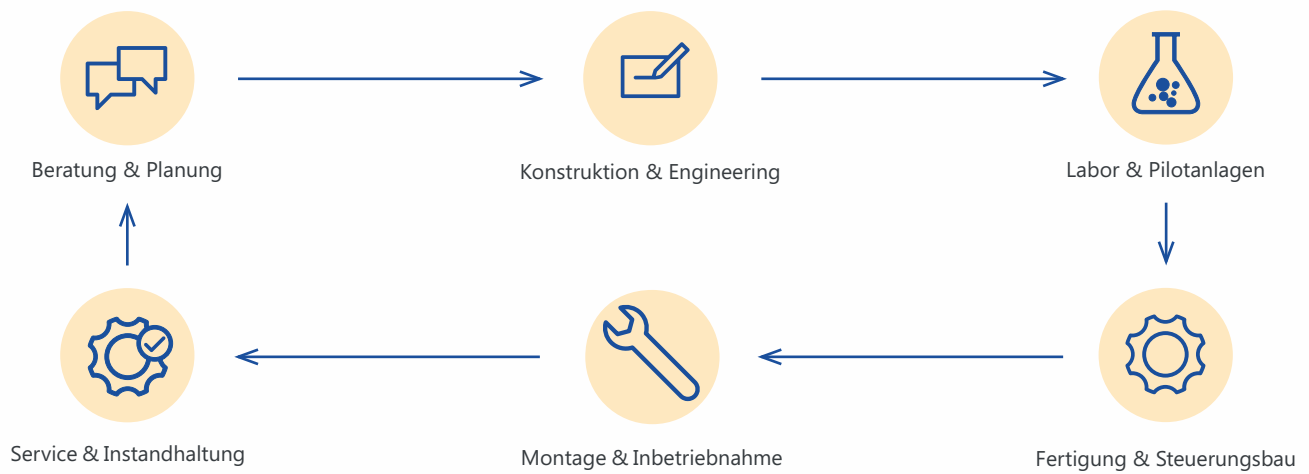 Beratung & Planung
Konstruktion & Engineering
Labor & Pilotanlagen
Service & Instandhaltung
Montage & Inbetriebnahme
Fertigung & Steuerungsbau